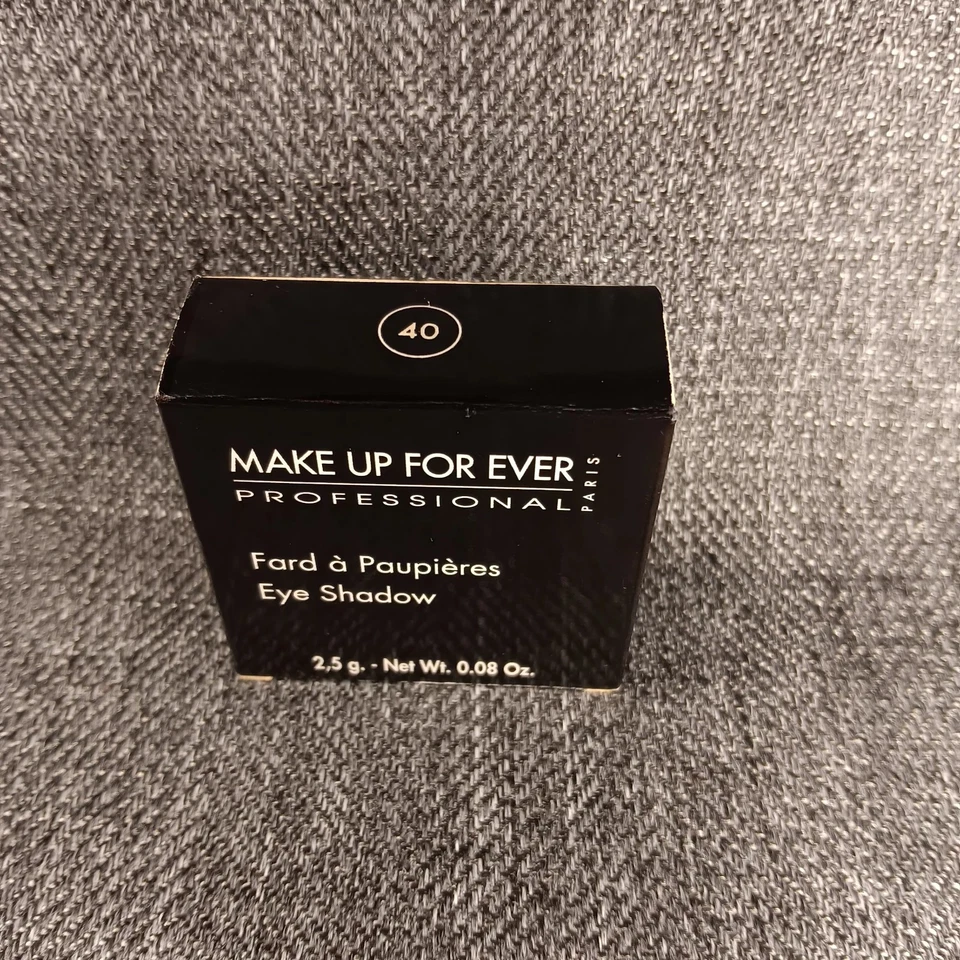 40
MAKE UP FOR EVER
PROFESSIONAL
PARIS
Fard à Paupières
Eye Shadow
2,5 g. - Net Wt. 0.08 Oz.